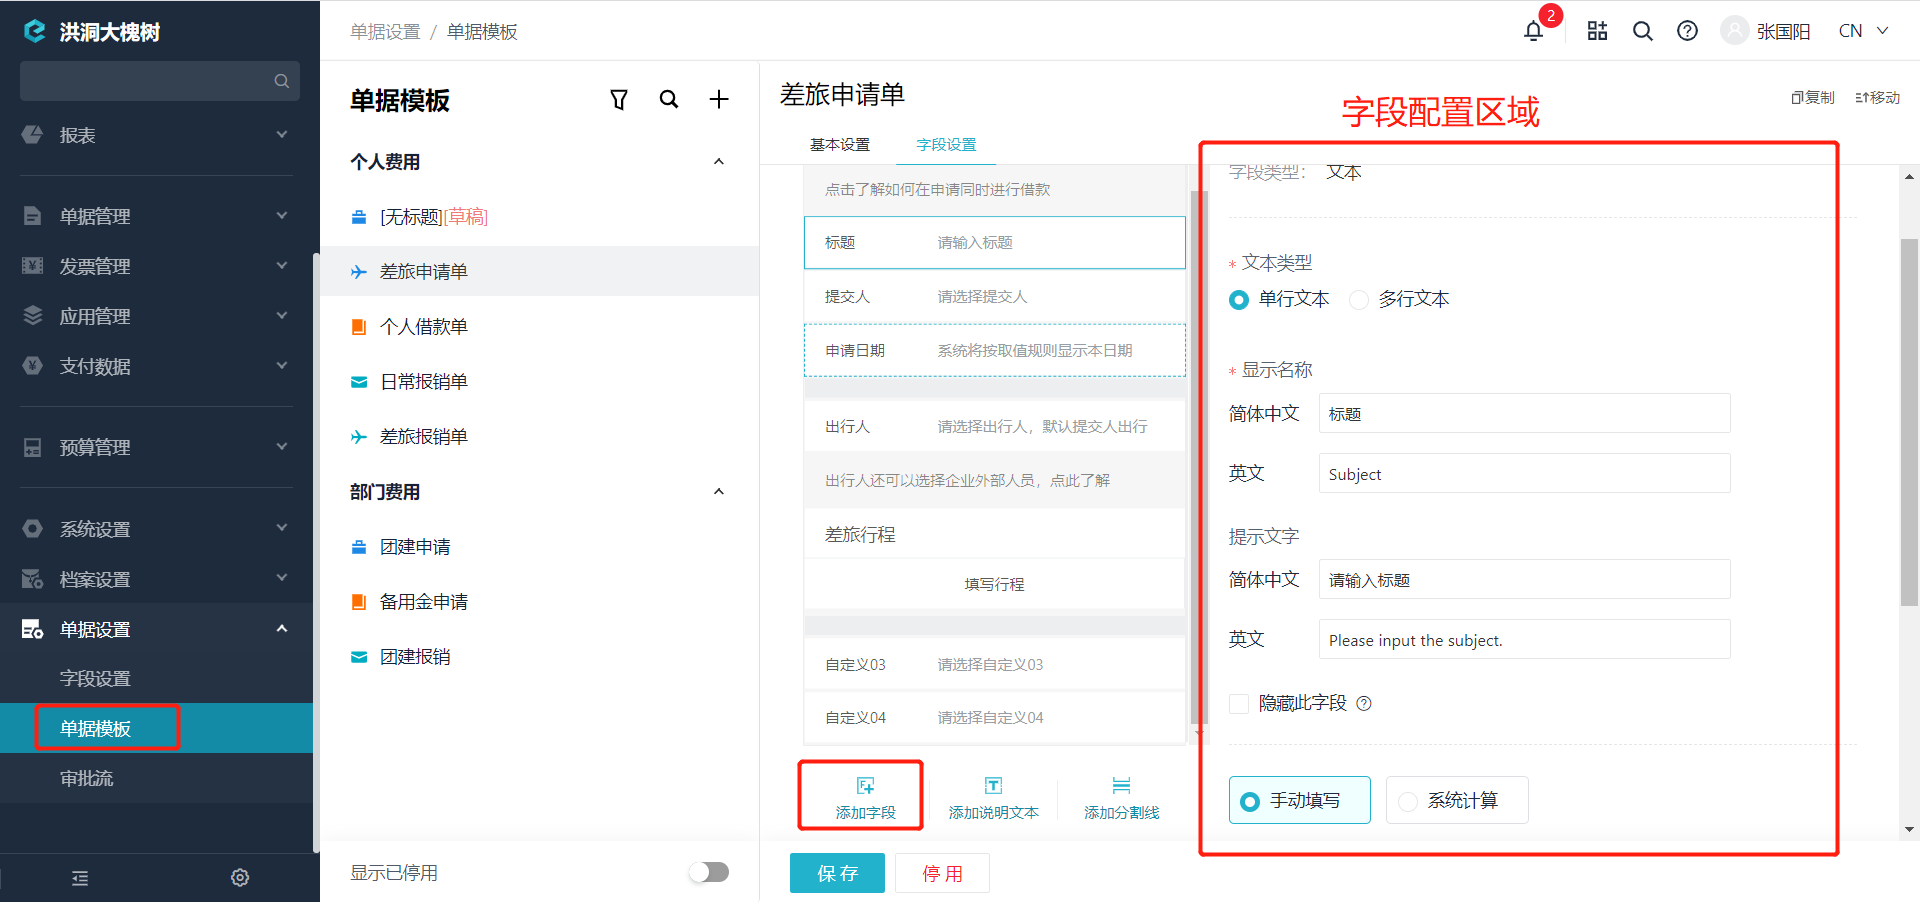 洪洞大槐树
报表
单据管理
发票管理
应用管理
支付数据
预算管理
系统设置
档案设置
单据设置
字段设置
单据模板
审批流
单据设置 / 单据模板
2
张国阳
CN
单据模板
个人费用
[无标题][草稿]
差旅申请单
个人借款单
日常报销单
差旅报销单
部门费用
团建申请
备用金申请
团建报销
显示已停用
差旅申请单
复制
移动
基本设置
字段设置
点击了解如何在申请同时进行借款
标题 请输入标题
提交人 请选择提交人
申请日期 系统将按取值规则显示本日期
出行人 请选择出行人，默认提交人出行
出行人还可以选择企业外部人员，点此了解
差旅行程
填写行程
自定义03 请选择自定义03
自定义04 请选择自定义04
添加字段
添加说明文本
添加分割线
保 存
停 用
字段配置区域
字段类型： 文本
* 文本类型
单行文本 多行文本
* 显示名称
简体中文 标题
英文 Subject
提示文字
简体中文 请输入标题
英文 Please input the subject.
隐藏此字段
手动填写
系统计算